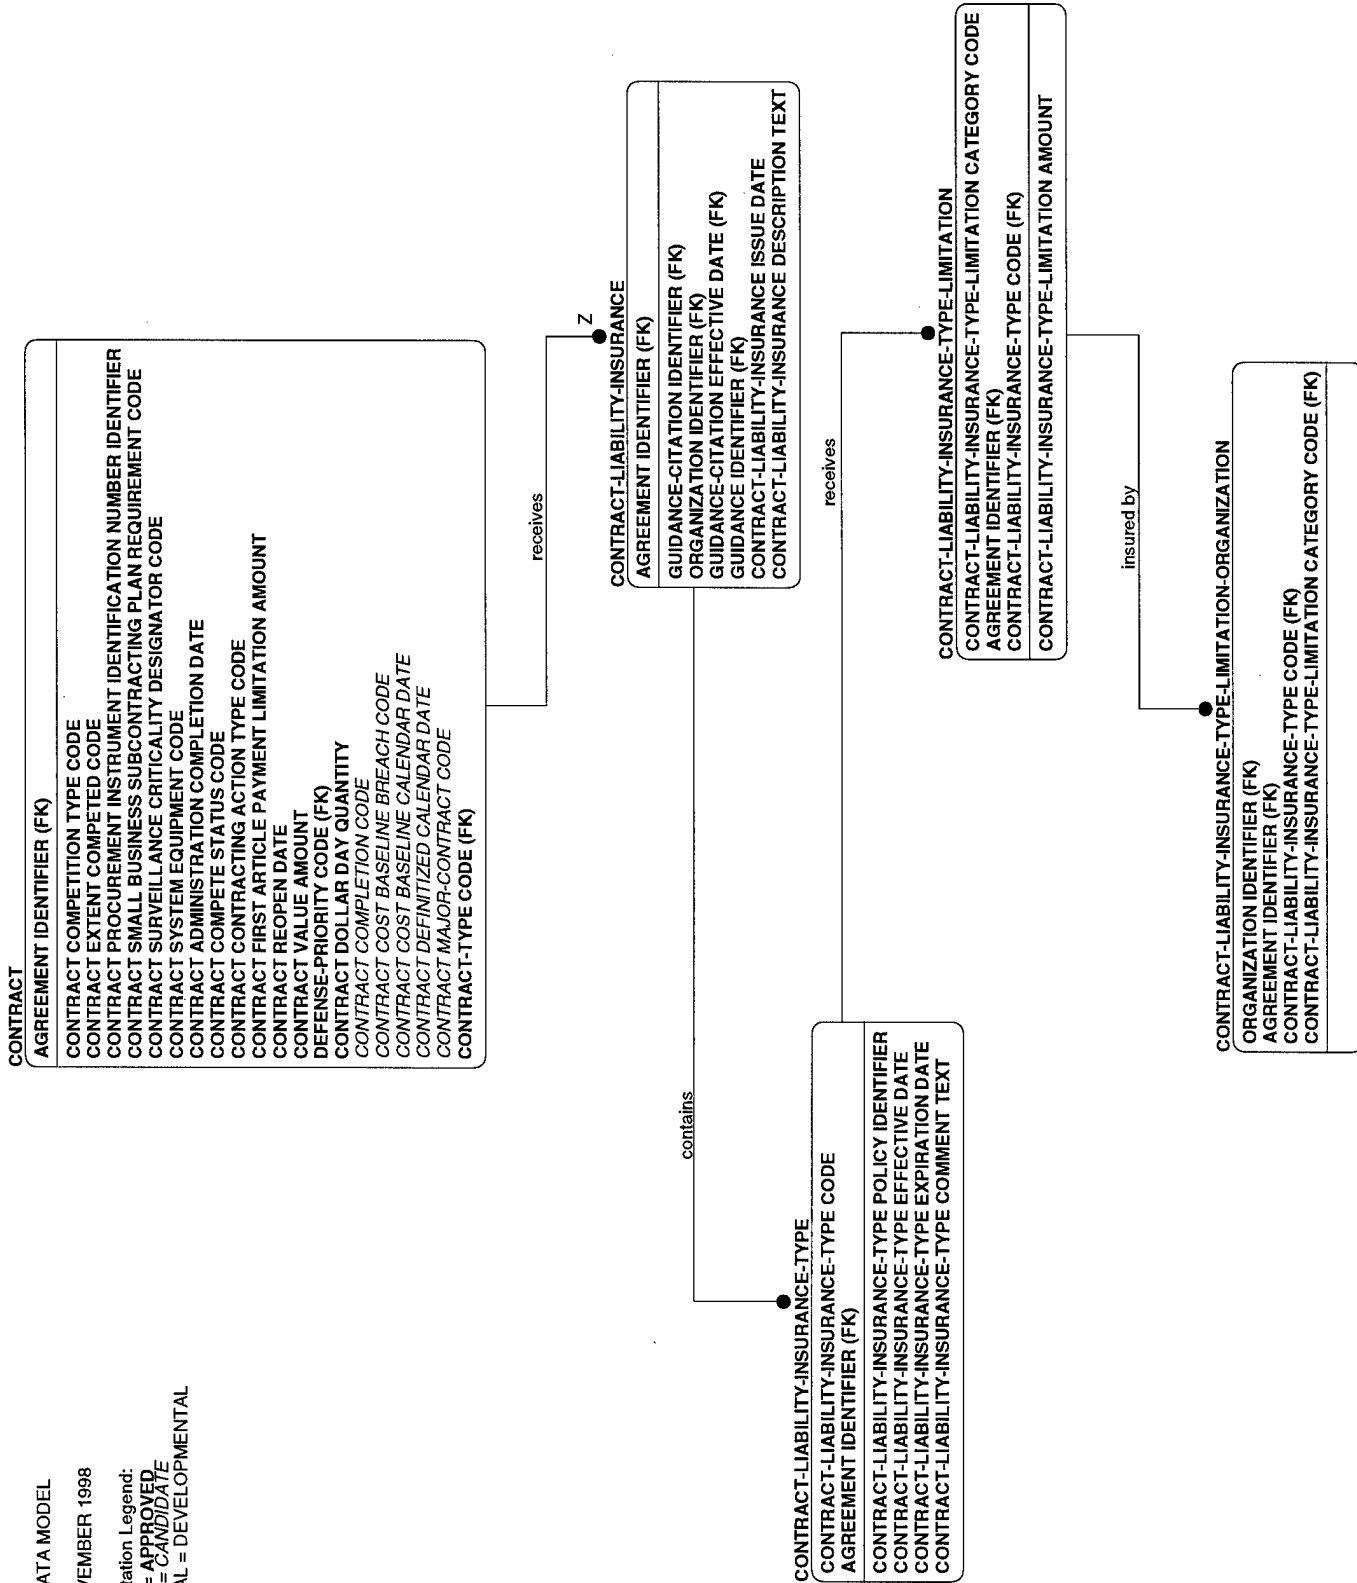 ATA MODEL
VEMBER 1998
tation Legend:
= APPROVED
= CANDIDATE
AL = DEVELOPMENTAL
CONTRACT
AGREEMENT IDENTIFIER (FK)
CONTRACT COMPETITION TYPE CODE
CONTRACT EXTENT COMPETED CODE
CONTRACT PROCUREMENT INSTRUMENT IDENTIFICATION NUMBER IDENTIFIER
CONTRACT SMALL BUSINESS SUBCONTRACTING PLAN REQUIREMENT CODE
CONTRACT SURVEILLANCE CRITICALITY DESIGNATOR CODE
CONTRACT SYSTEM EQUIPMENT CODE
CONTRACT ADMINISTRATION COMPLETION DATE
CONTRACT COMPETE STATUS CODE
CONTRACT CONTRACTING ACTION TYPE CODE
CONTRACT FIRST ARTICLE PAYMENT LIMITATION AMOUNT
CONTRACT REOPEN DATE
CONTRACT VALUE AMOUNT
DEFENSE-PRIORITY CODE (FK)
CONTRACT DOLLAR DAY QUANTITY
CONTRACT COMPLETION CODE
CONTRACT COST BASELINE BREACH CODE
CONTRACT COST BASELINE CALENDAR DATE
CONTRACT DEFINITIZED CALENDAR DATE
CONTRACT MAJOR-CONTRACT CODE
CONTRACT-TYPE CODE (FK)
receives
Z
CONTRACT-LIABILITY-INSURANCE
AGREEMENT IDENTIFIER (FK)
GUIDANCE-CITATION IDENTIFIER (FK)
ORGANIZATION IDENTIFIER (FK)
GUIDANCE-CITATION EFFECTIVE DATE (FK)
GUIDANCE IDENTIFIER (FK)
CONTRACT-LIABILITY-INSURANCE ISSUE DATE
CONTRACT-LIABILITY-INSURANCE DESCRIPTION TEXT
contains
CONTRACT-LIABILITY-INSURANCE-TYPE
CONTRACT-LIABILITY-INSURANCE-TYPE CODE
AGREEMENT IDENTIFIER (FK)
CONTRACT-LIABILITY-INSURANCE-TYPE POLICY IDENTIFIER
CONTRACT-LIABILITY-INSURANCE-TYPE EFFECTIVE DATE
CONTRACT-LIABILITY-INSURANCE-TYPE EXPIRATION DATE
CONTRACT-LIABILITY-INSURANCE-TYPE COMMENT TEXT
receives
CONTRACT-LIABILITY-INSURANCE-TYPE-LIMITATION
CONTRACT-LIABILITY-INSURANCE-TYPE-LIMITATION CATEGORY CODE
AGREEMENT IDENTIFIER (FK)
CONTRACT-LIABILITY-INSURANCE-TYPE CODE (FK)
CONTRACT-LIABILITY-INSURANCE-TYPE-LIMITATION AMOUNT
insured by
CONTRACT-LIABILITY-INSURANCE-TYPE-LIMITATION-ORGANIZATION
ORGANIZATION IDENTIFIER (FK)
AGREEMENT IDENTIFIER (FK)
CONTRACT-LIABILITY-INSURANCE-TYPE CODE (FK)
CONTRACT-LIABILITY-INSURANCE-TYPE-LIMITATION CATEGORY CODE (FK)